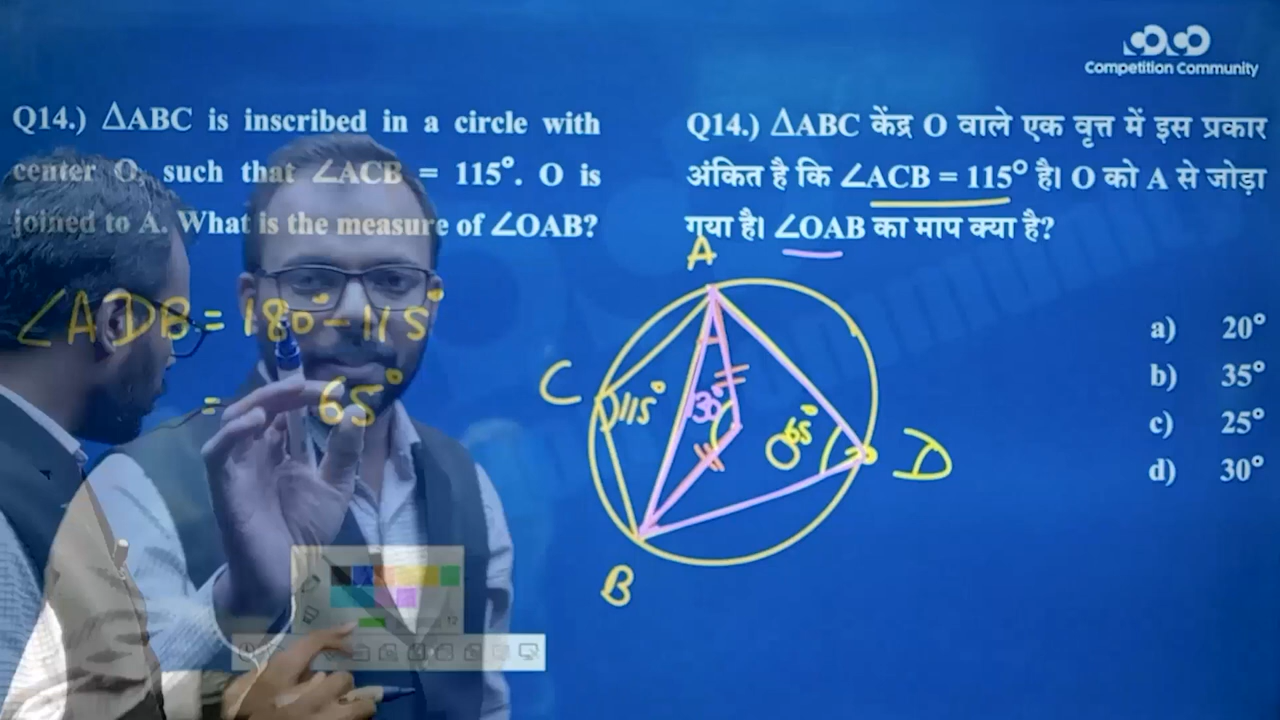 Competition Community
Q14.) ΔABC is inscribed in a circle with
center O, such that ∠ACB = 115°. O is
joined to A. What is the measure of ∠OAB?
Q14.) ΔABC केंद्र O वाले एक वृत्त में इस प्रकार
अंकित है कि ∠ACB = 115° है। O को A से जोड़ा
गया है। ∠OAB का माप क्या है?
∠ADB = 180° - 115°
= 65°
A
C
115°
130
O
65°
D
B
a) 20°
b) 35°
c) 25°
d) 30°
12